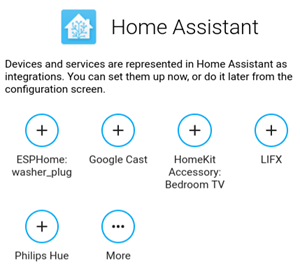 Home Assistant
Devices and services are represented in Home Assistant as
integrations. You can set them up now, or do it later from the
configuration screen.
ESPHome:
washer_plug
Google Cast
HomeKit
Accessory:
Bedroom TV
LIFX
Philips Hue
More